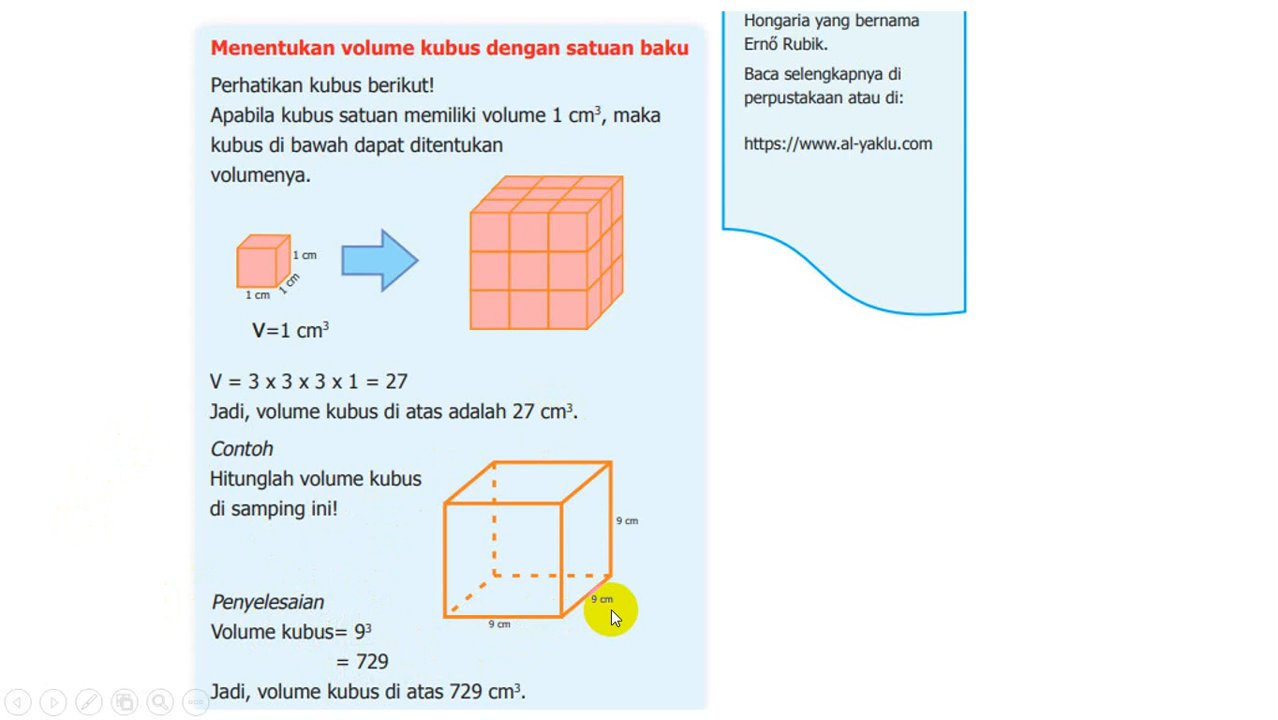 Menentukan volume kubus dengan satuan baku
Perhatikan kubus berikut!
Apabila kubus satuan memiliki volume 1 cm³, maka
kubus di bawah dapat ditentukan
volumenya.
1 cm
1 cm
1 cm
V=1 cm³
V = 3 x 3 x 3 x 1 = 27
Jadi, volume kubus di atas adalah 27 cm³.
Contoh
Hitunglah volume kubus
di samping ini!
9 cm
9 cm
9 cm
Penyelesaian
Volume kubus= 9³
= 729
Jadi, volume kubus di atas 729 cm³.
Hongaria yang bernama
Ernő Rubik.
Baca selengkapnya di
perpustakaan atau di:
https://www.al-yaklu.com